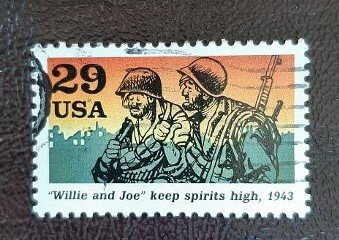 29
USA
"Willie and Joe" keep spirits high, 1943